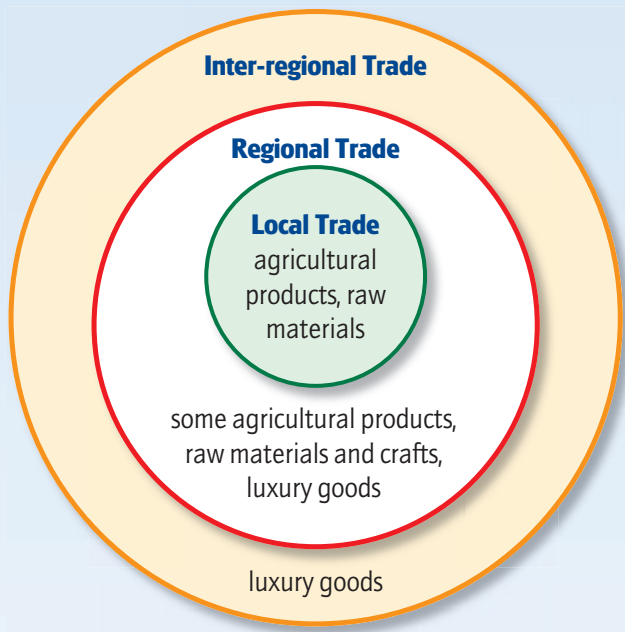 Inter-regional Trade
Regional Trade
Local Trade
agricultural
products, raw
materials
some agricultural products,
raw materials and crafts,
luxury goods
luxury goods